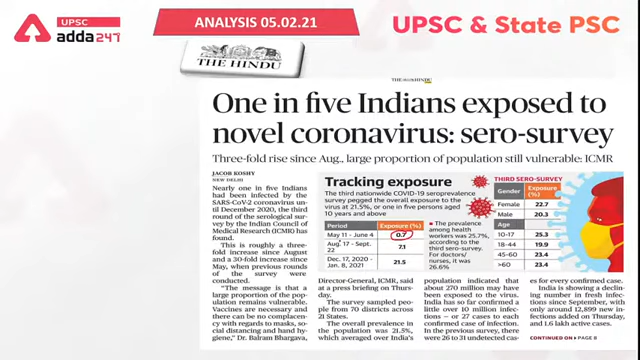 UPSC
adda247
ANALYSIS 05.02.21
UPSC & State PSC
THE HINDU
THE HINDU
One in five Indians exposed to
novel coronavirus: sero-survey
Three-fold rise since Aug., large proportion of population still vulnerable: ICMR
JACOB KOSHY
NEW DELHI
Nearly one in five Indians
had been infected by the
SARS-CoV-2 coronavirus un-
til December 2020, the third
round of the serological sur-
vey by the Indian Council of
Medical Research (ICMR) has
found.
This is roughly a three-
fold increase since August
and a 30-fold increase since
May, when previous rounds
of the survey were
conducted.
"The message is that a
large proportion of the pop-
ulation remains vulnerable.
Vaccines are necessary and
there can be no complacen-
cy with regards to masks, so-
cial distancing and hand hy-
giene," Dr. Balram Bhargava,
Tracking exposure
The third nationwide COVID-19 seroprevalence
survey pegged the overall exposure to the
virus at 21.5%, or one in five persons aged
10 years and above
Period Exposure (%)
May 11 - June 4 0.7
Aug. 17 - Sept. 22 7.1
Dec. 17, 2020 - Jan. 8, 2021 21.5
The prevalence
among health
workers was 25.7%,
according to the
third sero-survey.
For doctors/
nurses, it was
26.6%
THIRD SERO-SURVEY
Gender Exposure (%)
Female 22.7
Male 20.3
Age
10-17 25.3
18-44 19.9
45-60 23.4
>60 23.4
Director-General, ICMR, said
at a press briefing on Thurs-
day.
The survey sampled peo-
ple from 70 districts across
21 States.
The overall prevalence in
the population was 21.5%,
which averaged over India's
population indicated that
about 270 million may have
been exposed to the virus.
India has so far confirmed a
little over 10 million infec-
tions — or 27 cases to each
confirmed case of infection.
In the previous survey, there
were 26 to 31 undetected cas-
es for every confirmed case.
India is showing a declin-
ing number in fresh infec-
tions since September, with
only around 12,899 new in-
fections added on Thursday,
and 1.6 lakh active cases.
CONTINUED ON PAGE 8